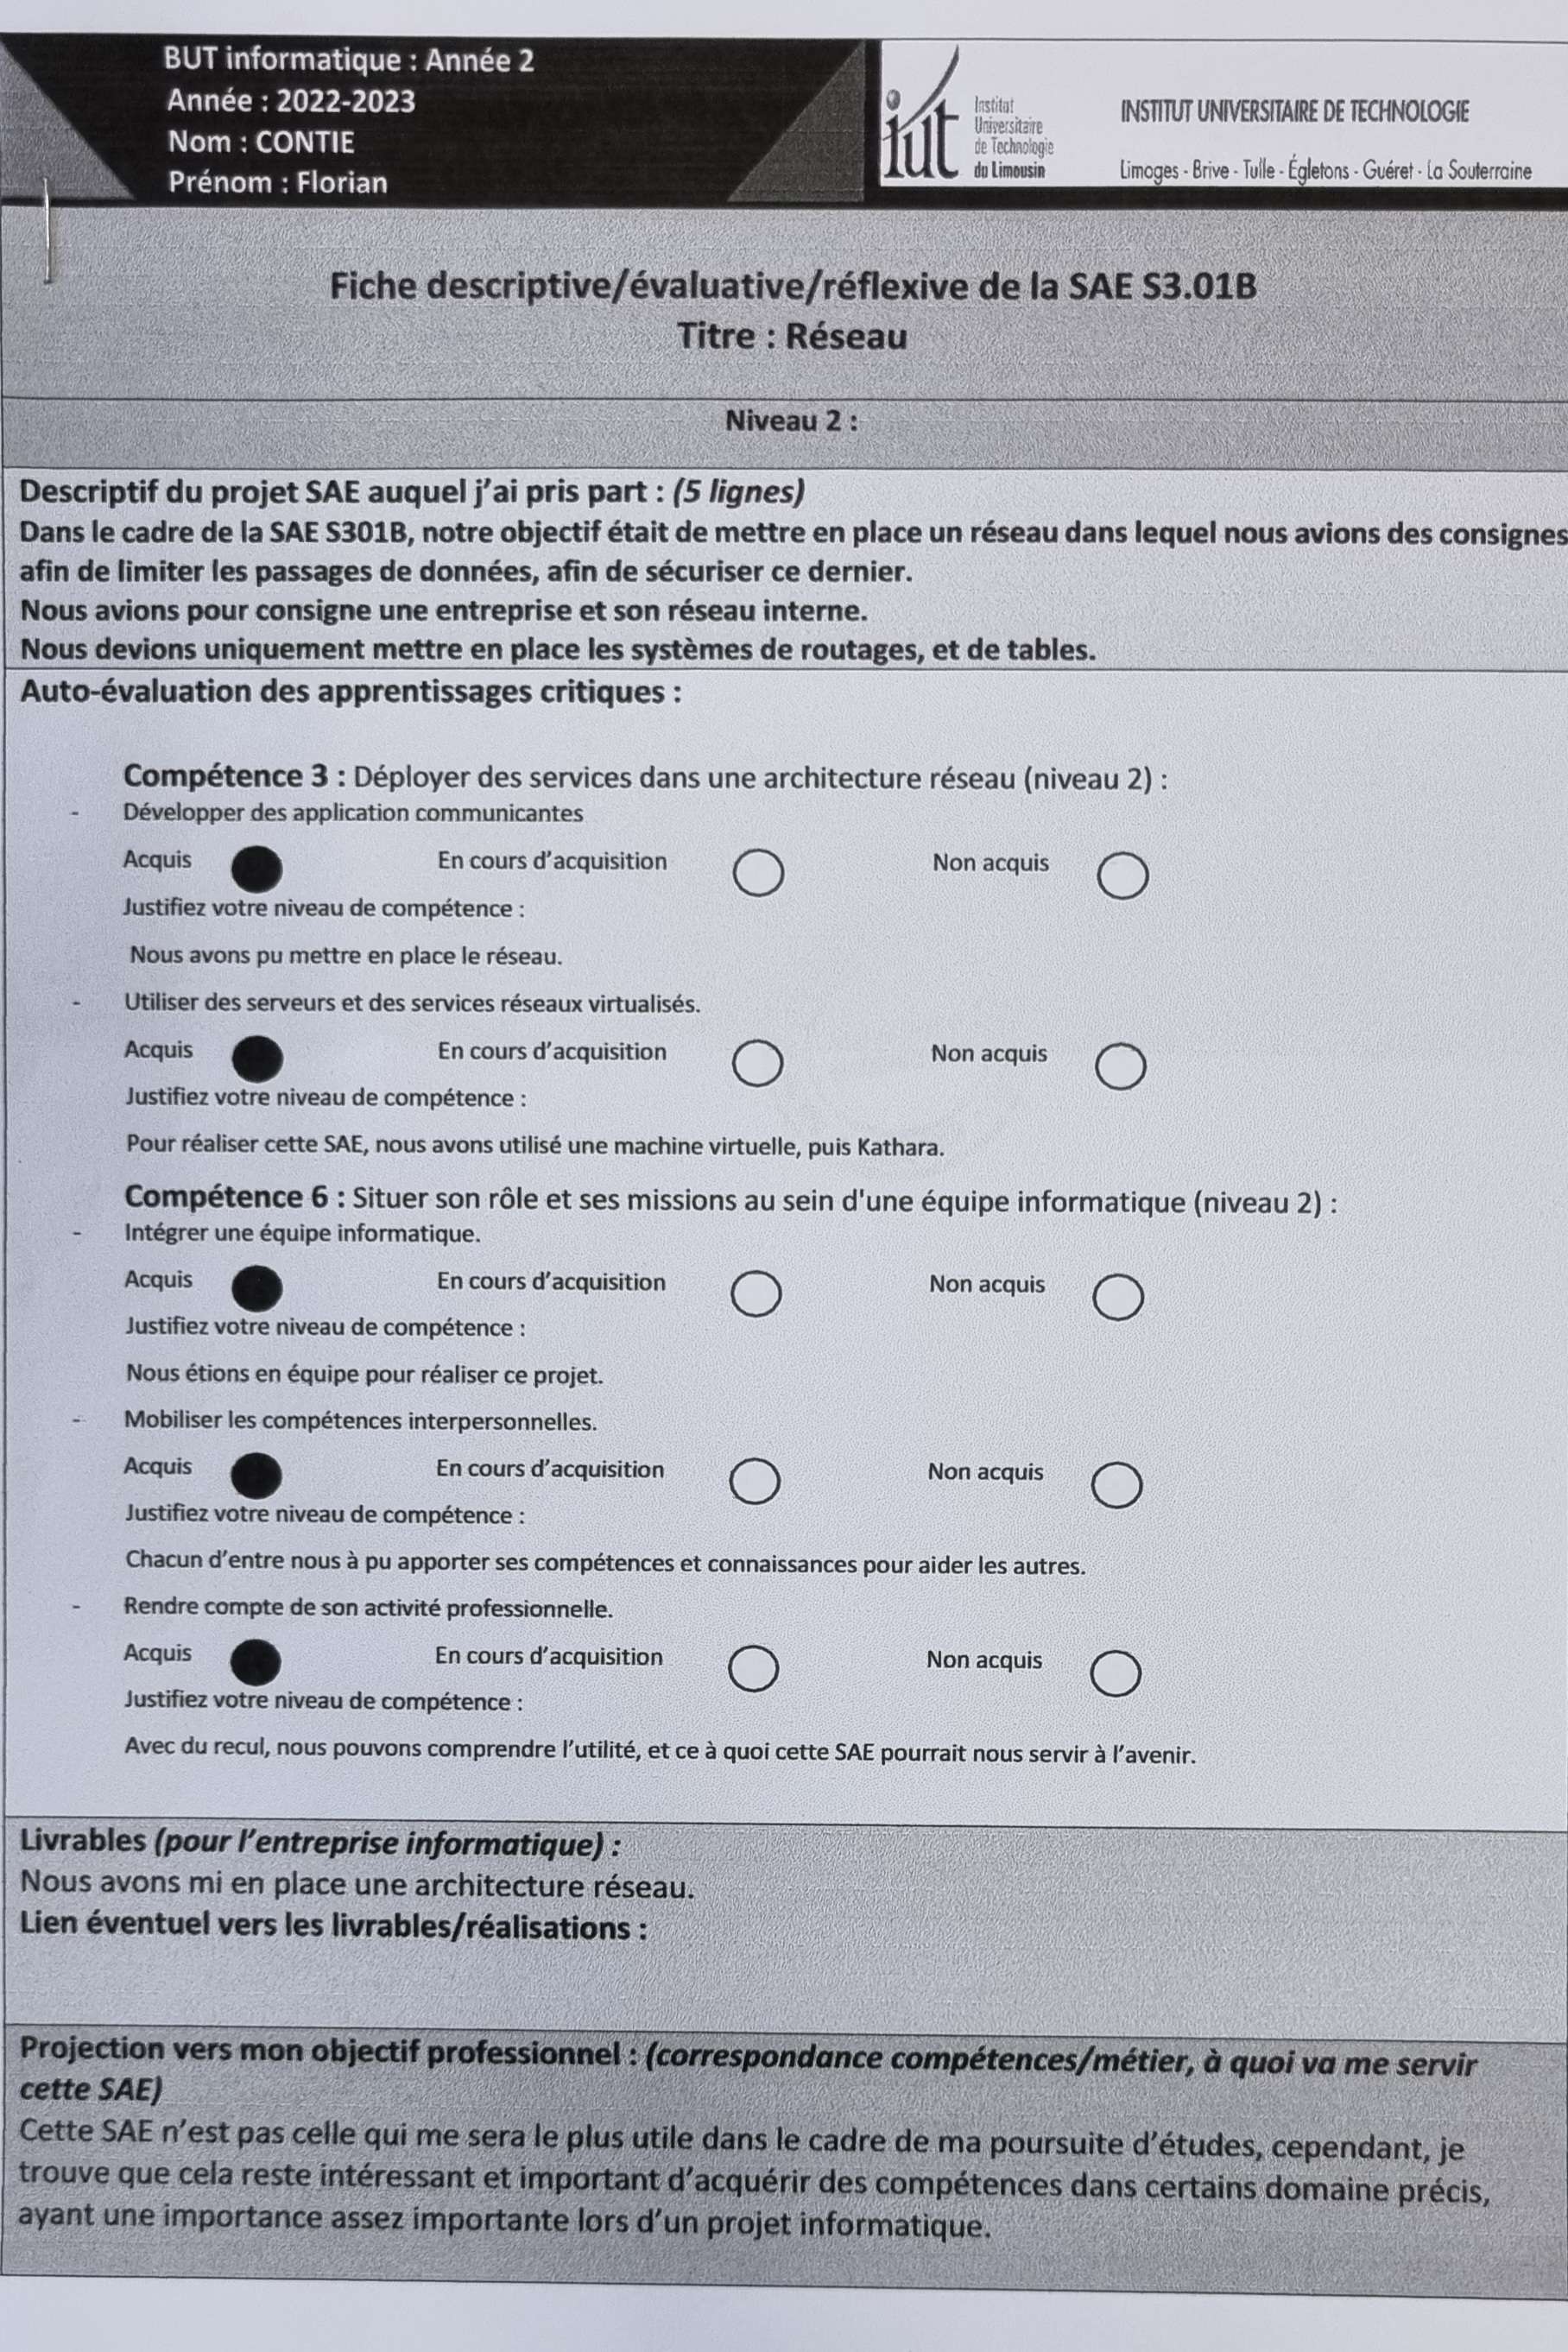 BUT informatique : Année 2
Année : 2022-2023
Nom : CONTIE
Prénom : Florian
iut
Institut
Universitaire
de Technologie
du Limousin
INSTITUT UNIVERSITAIRE DE TECHNOLOGIE
Limoges - Brive - Tulle - Égletons - Guéret - La Souterraine
Fiche descriptive/évaluative/réflexive de la SAE S3.01B
Titre : Réseau
Niveau 2 :
Descriptif du projet SAE auquel j'ai pris part : (5 lignes)
Dans le cadre de la SAE S301B, notre objectif était de mettre en place un réseau dans lequel nous avions des consignes
afin de limiter les passages de données, afin de sécuriser ce dernier.
Nous avions pour consigne une entreprise et son réseau interne.
Nous devions uniquement mettre en place les systèmes de routages, et de tables.
Auto-évaluation des apprentissages critiques :
Compétence 3 : Déployer des services dans une architecture réseau (niveau 2) :
- Développer des application communicantes
Acquis En cours d'acquisition Non acquis
Justifiez votre niveau de compétence :
Nous avons pu mettre en place le réseau.
- Utiliser des serveurs et des services réseaux virtualisés.
Acquis En cours d'acquisition Non acquis
Justifiez votre niveau de compétence :
Pour réaliser cette SAE, nous avons utilisé une machine virtuelle, puis Kathara.
Compétence 6 : Situer son rôle et ses missions au sein d'une équipe informatique (niveau 2) :
- Intégrer une équipe informatique.
Acquis En cours d'acquisition Non acquis
Justifiez votre niveau de compétence :
Nous étions en équipe pour réaliser ce projet.
- Mobiliser les compétences interpersonnelles.
Acquis En cours d'acquisition Non acquis
Justifiez votre niveau de compétence :
Chacun d'entre nous à pu apporter ses compétences et connaissances pour aider les autres.
- Rendre compte de son activité professionnelle.
Acquis En cours d'acquisition Non acquis
Justifiez votre niveau de compétence :
Avec du recul, nous pouvons comprendre l'utilité, et ce à quoi cette SAE pourrait nous servir à l'avenir.
Livrables (pour l'entreprise informatique) :
Nous avons mi en place une architecture réseau.
Lien éventuel vers les livrables/réalisations :
Projection vers mon objectif professionnel : (correspondance compétences/métier, à quoi va me servir
cette SAE)
Cette SAE n'est pas celle qui me sera le plus utile dans le cadre de ma poursuite d'études, cependant, je
trouve que cela reste intéressant et important d'acquérir des compétences dans certains domaine précis,
ayant une importance assez importante lors d'un projet informatique.